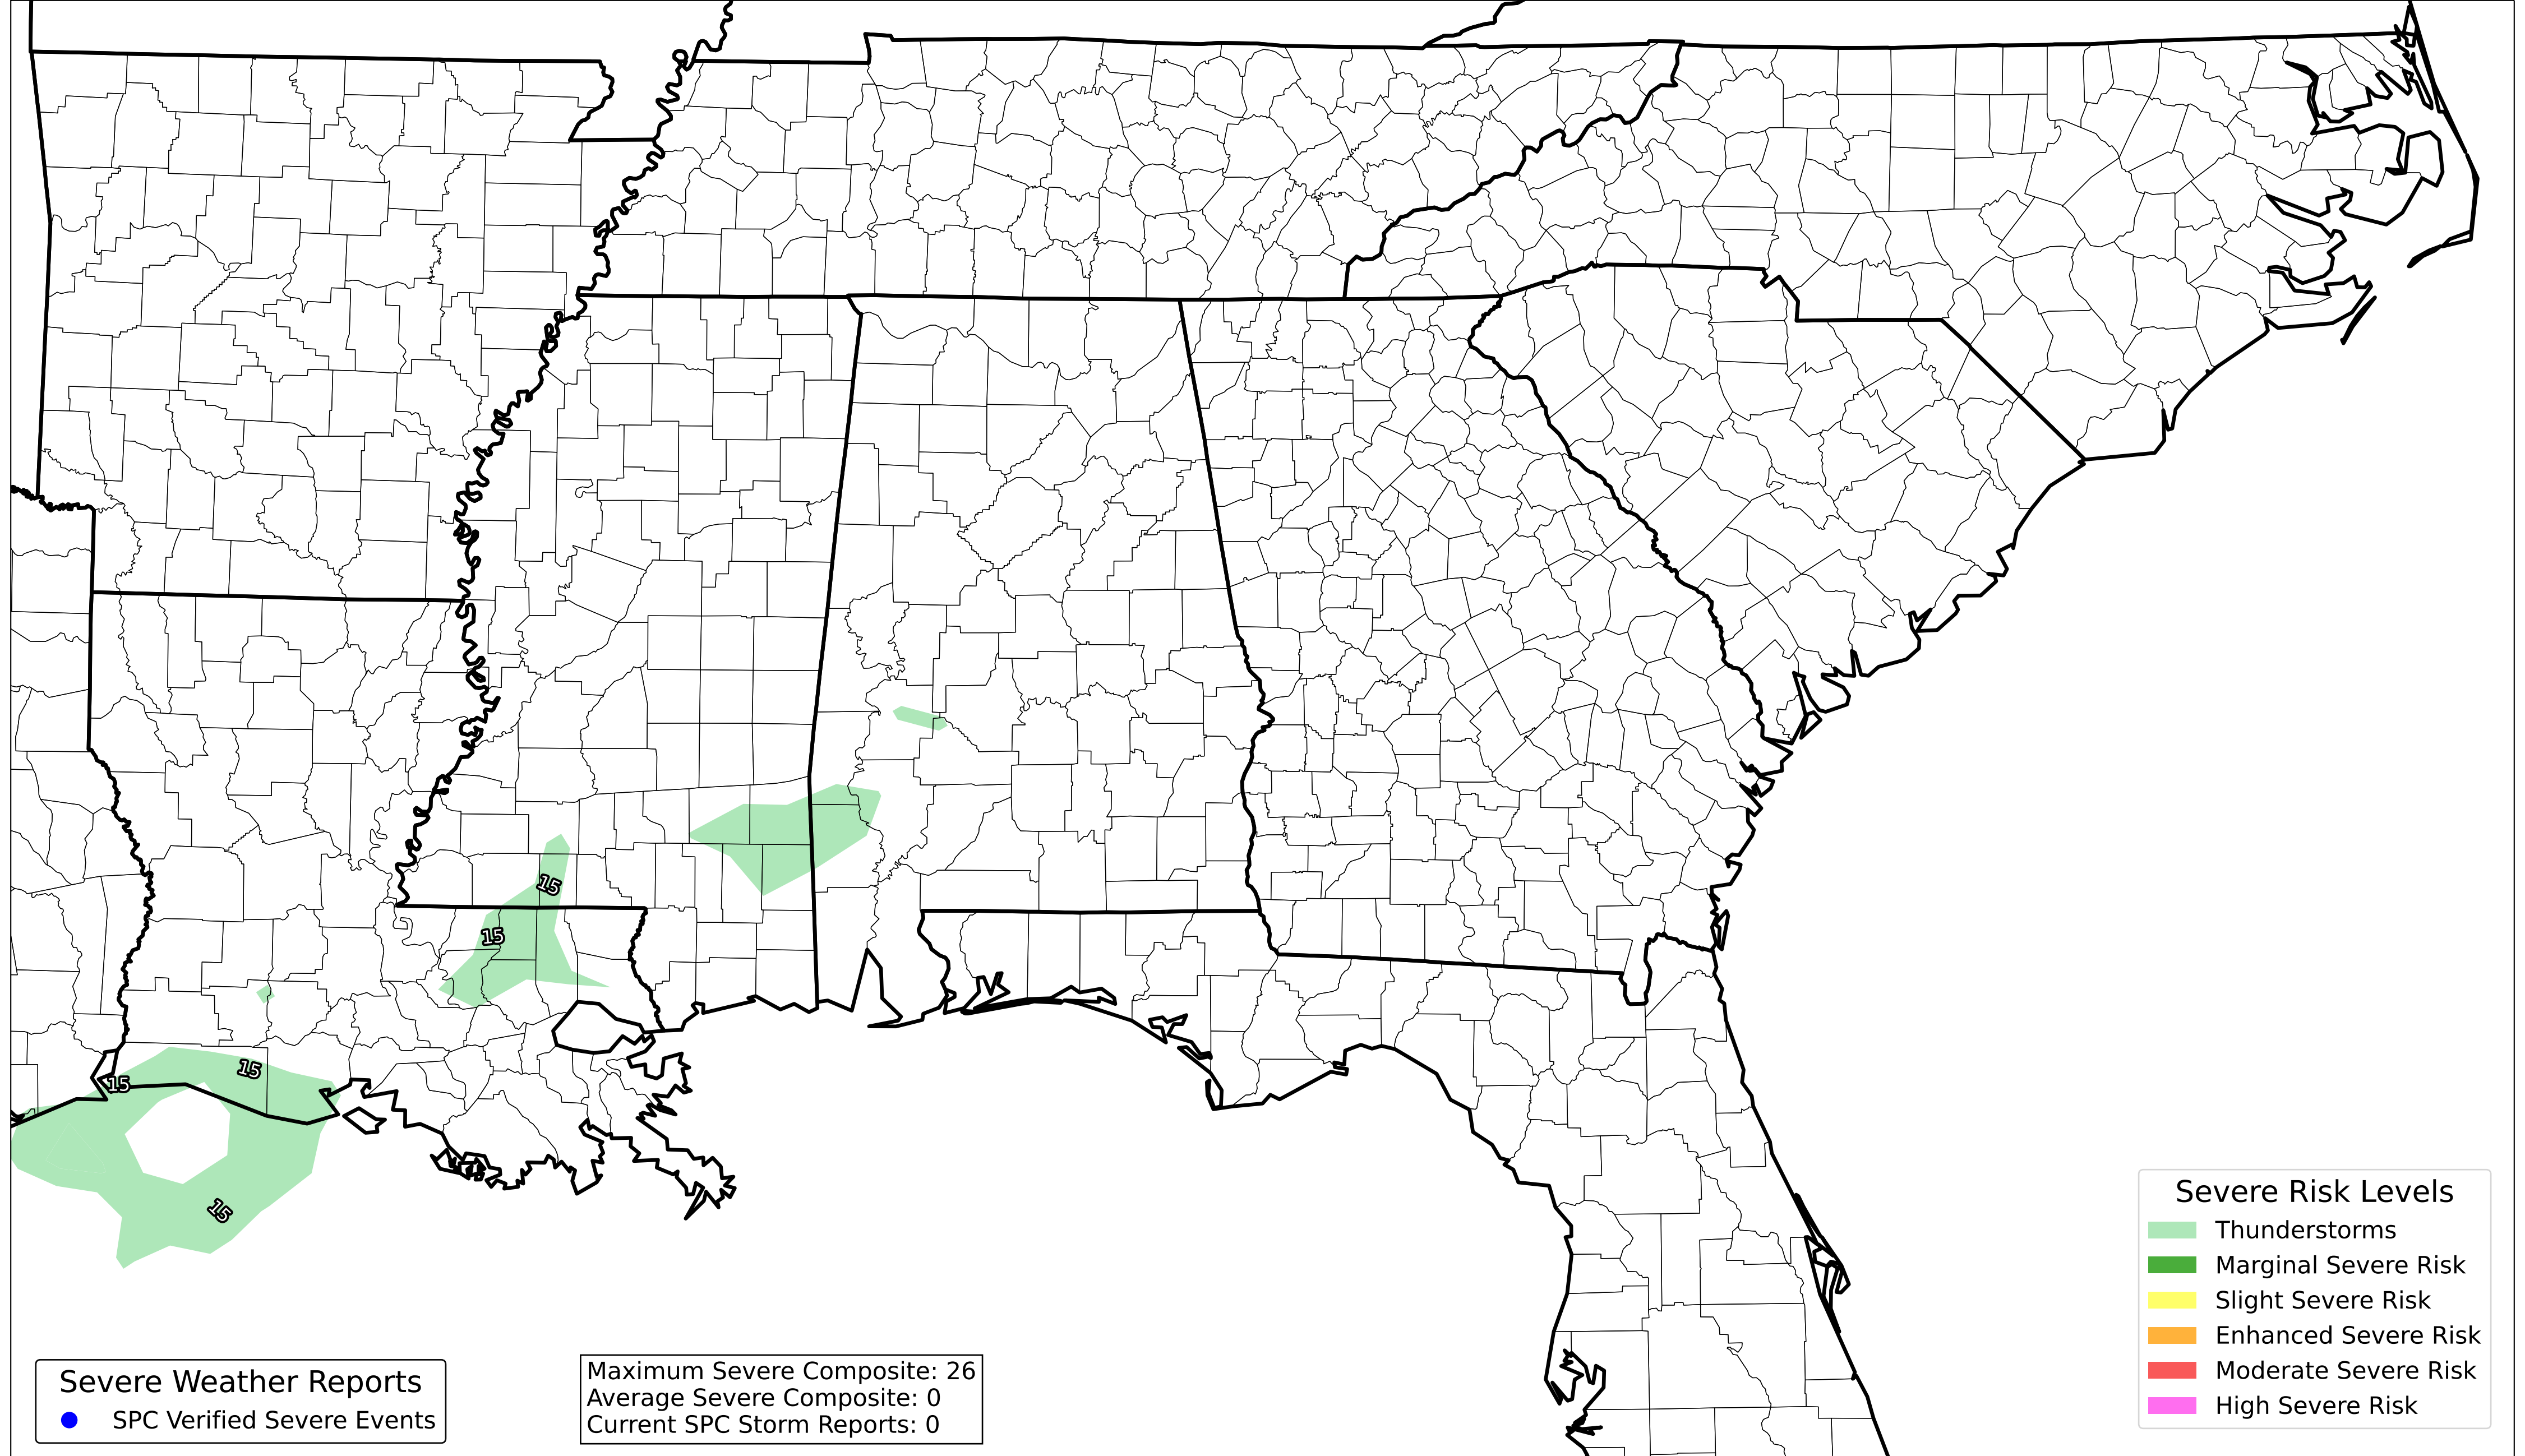 15
15
15
15
15
Severe Weather Reports
SPC Verified Severe Events
Maximum Severe Composite: 26
Average Severe Composite: 0
Current SPC Storm Reports: 0
Severe Risk Levels
Thunderstorms
Marginal Severe Risk
Slight Severe Risk
Enhanced Severe Risk
Moderate Severe Risk
High Severe Risk